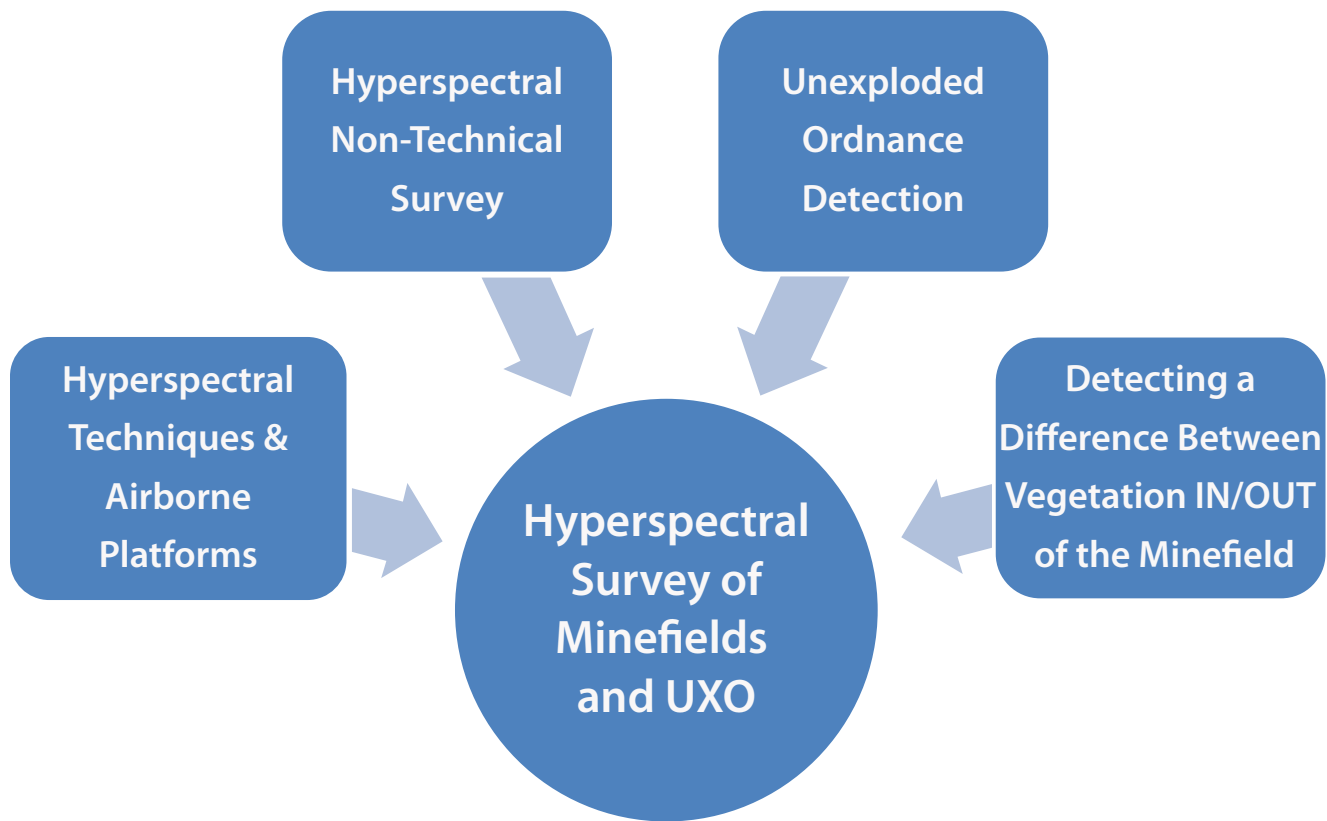 Hyperspectral
Non-Technical
Survey
Unexploded
Ordnance
Detection
Hyperspectral
Techniques &
Airborne
Platforms
Detecting a
Difference Between
Vegetation IN/OUT
of the Minefield
Hyperspectral
Survey of
Minefields
and UXO